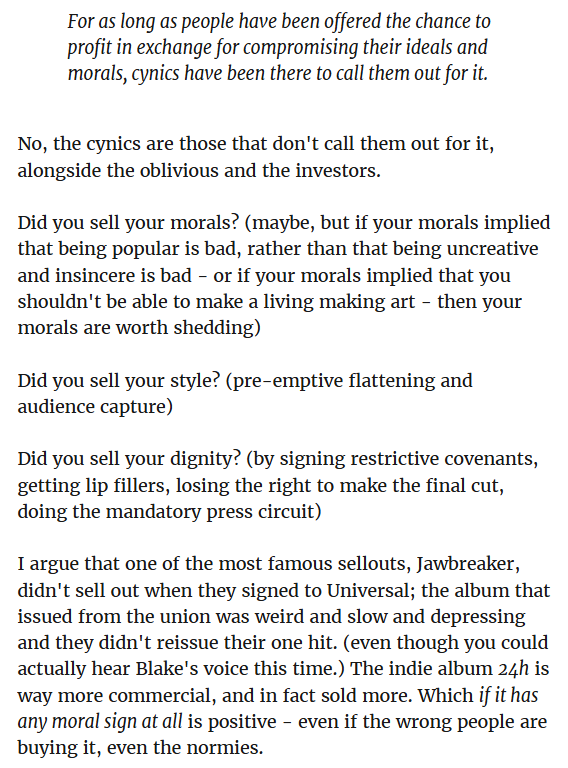 For as long as people have been offered the chance to
profit in exchange for compromising their ideals and
morals, cynics have been there to call them out for it.
No, the cynics are those that don't call them out for it,
alongside the oblivious and the investors.
Did you sell your morals? (maybe, but if your morals implied
that being popular is bad, rather than that being uncreative
and insincere is bad - or if your morals implied that you
shouldn't be able to make a living making art - then your
morals are worth shedding)
Did you sell your style? (pre-emptive flattening and
audience capture)
Did you sell your dignity? (by signing restrictive covenants,
getting lip fillers, losing the right to make the final cut,
doing the mandatory press circuit)
I argue that one of the most famous sellouts, Jawbreaker,
didn't sell out when they signed to Universal; the album that
issued from the union was weird and slow and depressing
and they didn't reissue their one hit. (even though you could
actually hear Blake's voice this time.) The indie album 24h is
way more commercial, and in fact sold more. Which if it has
any moral sign at all is positive - even if the wrong people are
buying it, even the normies.